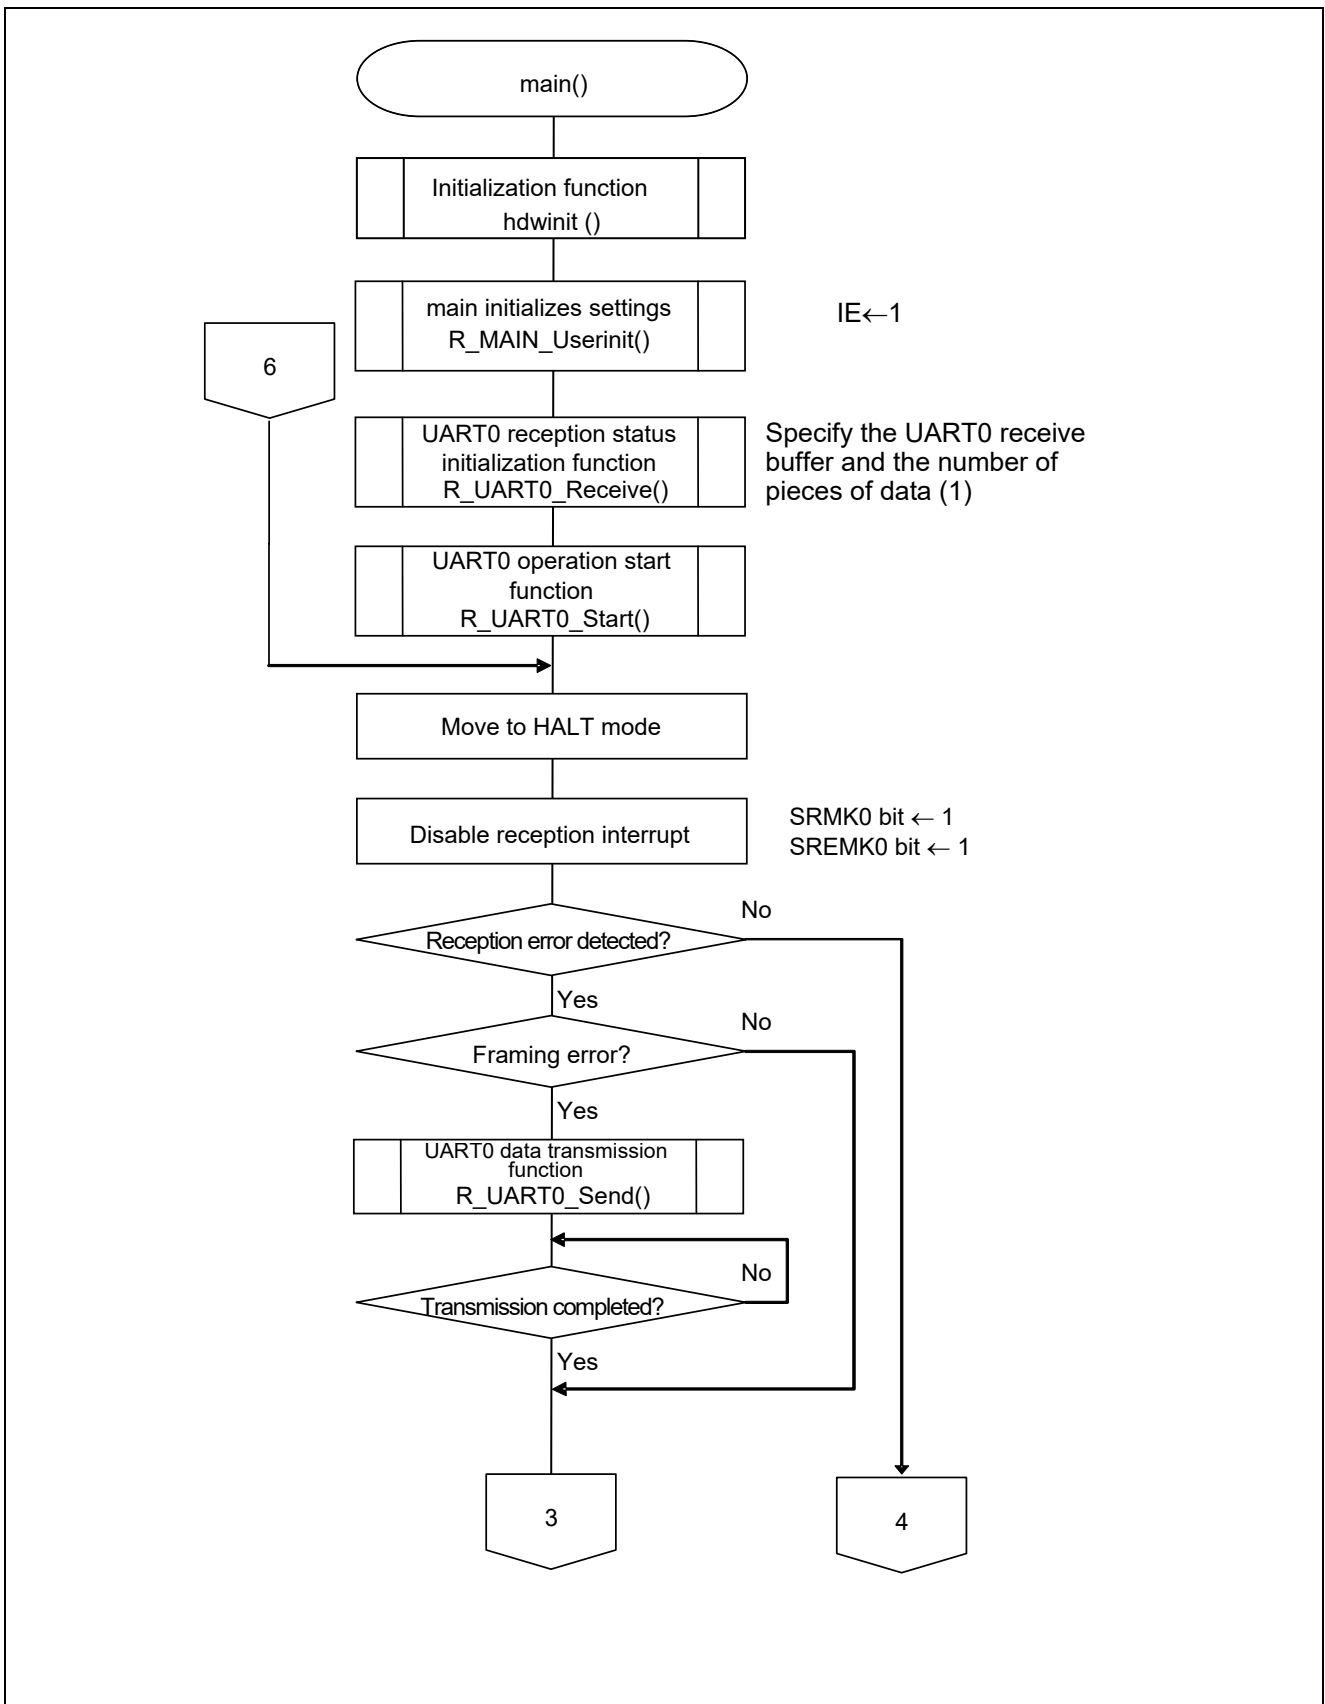 main()
Initialization function
hdwinit ()
main initializes settings
R_MAIN_Userinit()
IE←1
6
UART0 reception status
initialization function
R_UART0_Receive()
Specify the UART0 receive
buffer and the number of
pieces of data (1)
UART0 operation start
function
R_UART0_Start()
Move to HALT mode
Disable reception interrupt
SRMK0 bit ← 1
SREMK0 bit ← 1
No
Reception error detected?
Yes
No
Framing error?
Yes
UART0 data transmission
function
R_UART0_Send()
No
Transmission completed?
Yes
3
4